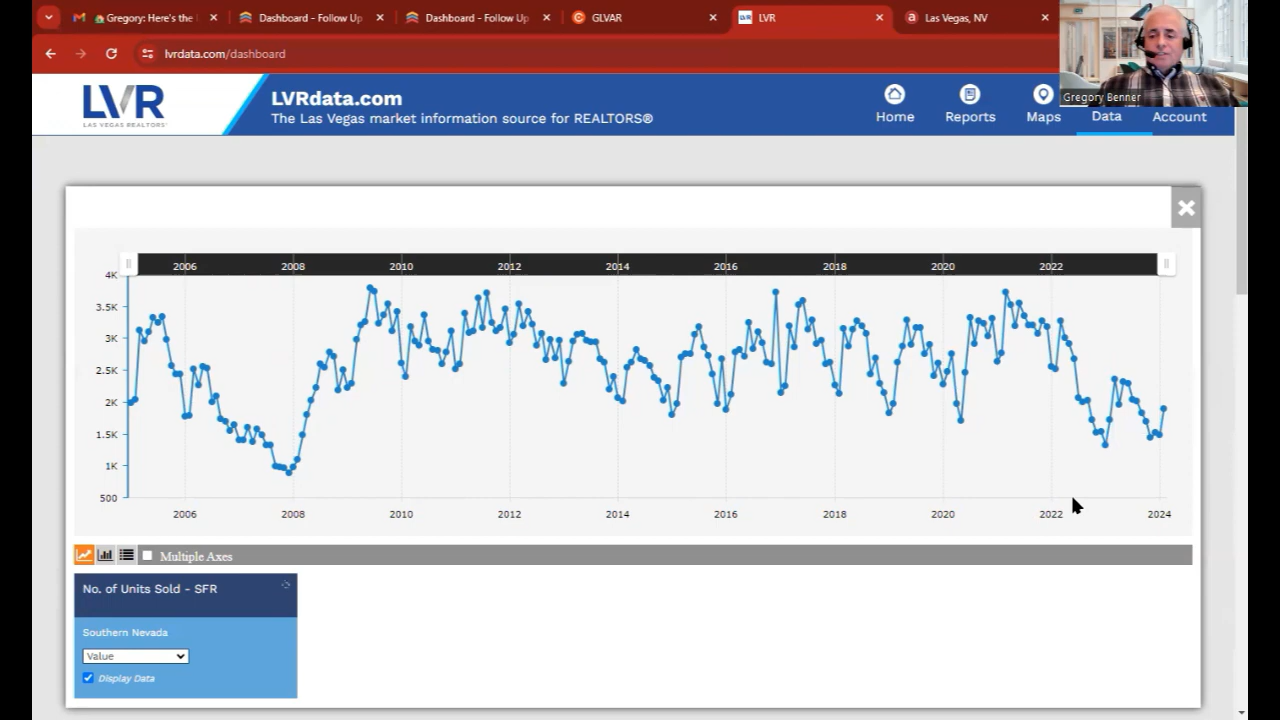 Gregory: Here's the
Dashboard - Follow Up
Dashboard - Follow Up
GLVAR
LVR
Las Vegas, NV
lvrdata.com/dashboard
Gregory Benner
LVR
LAS VEGAS REALTORS®
LVRdata.com
The Las Vegas market information source for REALTORS®
Home
Reports
Maps
Data
Account
2006 2008 2010 2012 2014 2016 2018 2020 2022
4K
3.5K
3K
2.5K
2K
1.5K
1K
500
2006 2008 2010 2012 2014 2016 2018 2020 2022 2024
Multiple Axes
No. of Units Sold - SFR
Southern Nevada
Value
Display Data